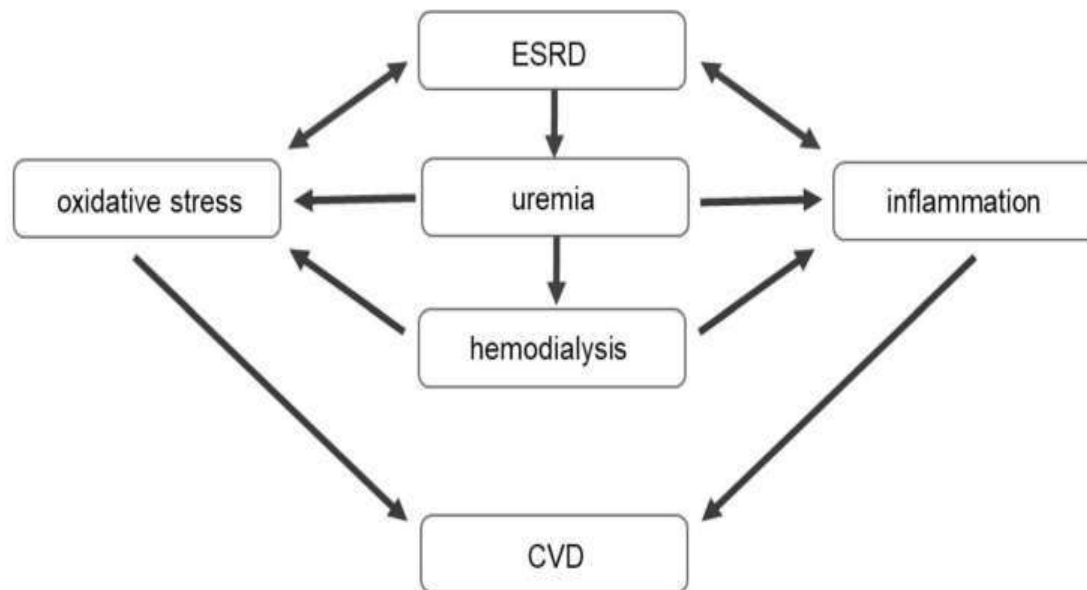 ESRD
oxidative stress
uremia
inflammation
hemodialysis
CVD